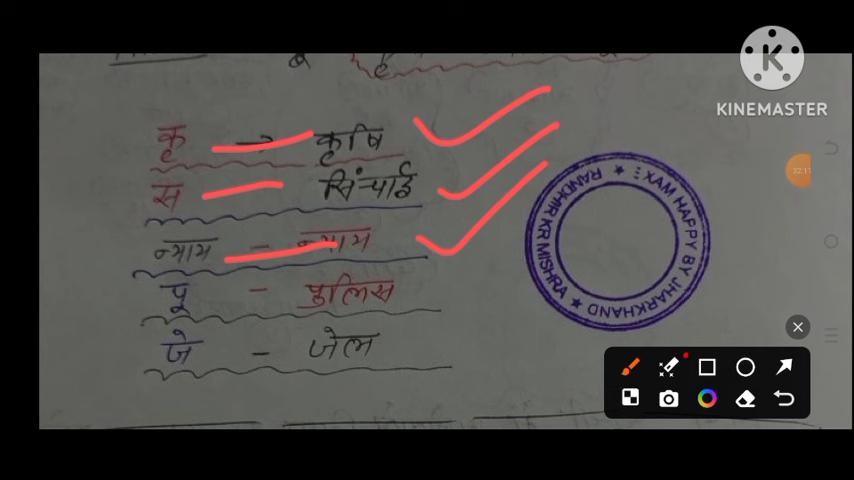 KINEMASTER
कृ → कृषि
स सिंचाई
न्याय - न्याय
पू - पुलिस
जे - जेल
RANDHIR KR MISHRA ★ EXAM HAPPY BY JHARKHAND ★